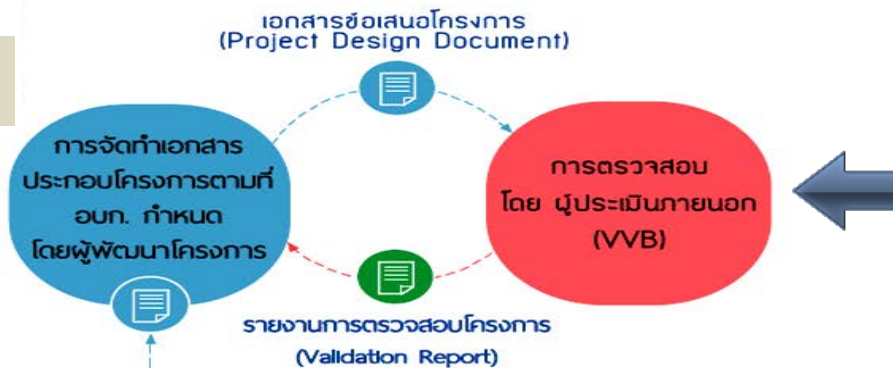 เอกสารข้อเสนอโครงการ
(Project Design Document)
การจัดทำเอกสาร
ประกอบโครงการตามที่
อบก. กำหนด
โดยผู้พัฒนาโครงการ
การตรวจสอบ
โดย ผู้ประเมินภายนอก
(VVB)
รายงานการตรวจสอบโครงการ
(Validation Report)